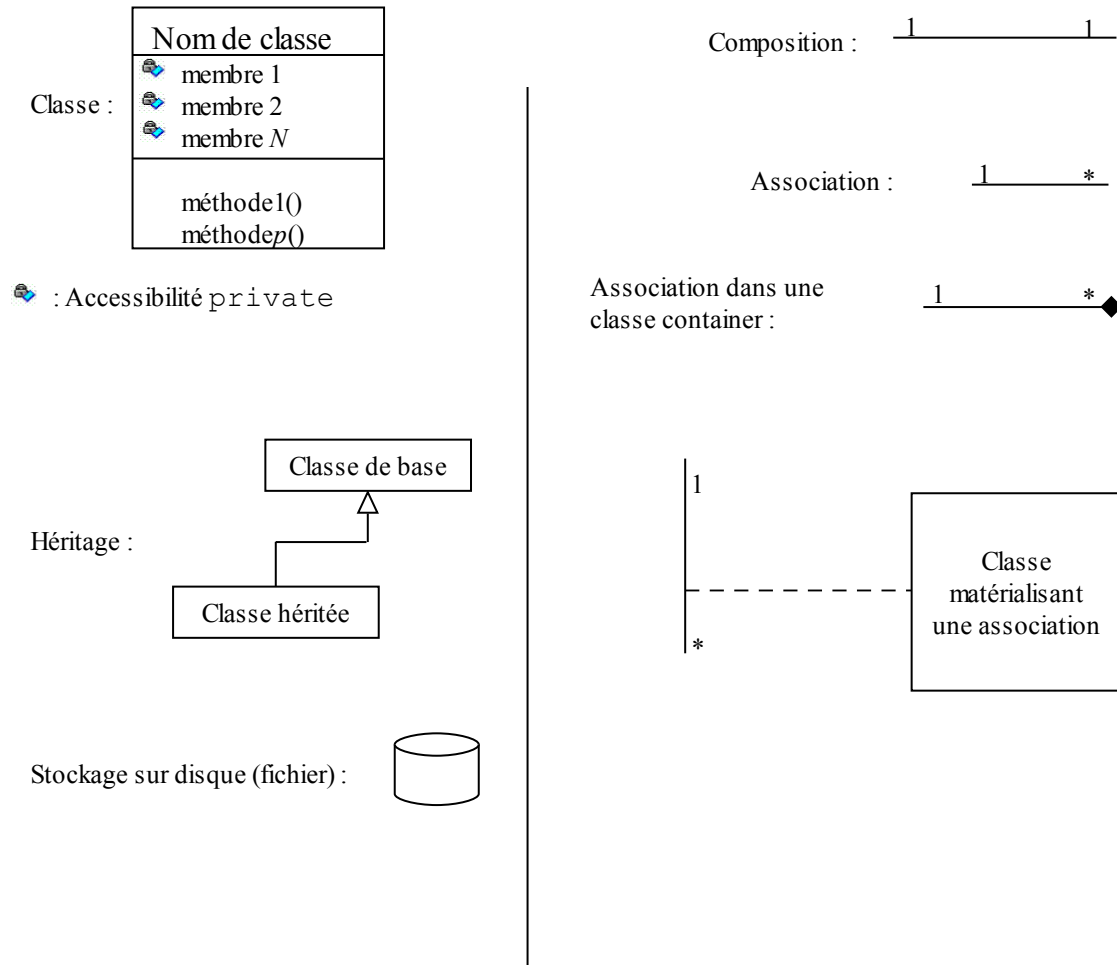 Classe :
Nom de classe
membre 1
membre 2
membre N
méthode1()
méthodep()
: Accessibilité private
Héritage :
Classe de base
Classe héritée
Stockage sur disque (fichier) :
Composition :
1 1
Association :
1 *
Association dans une
classe container :
1 *
1
*
Classe
matérialisant
une association